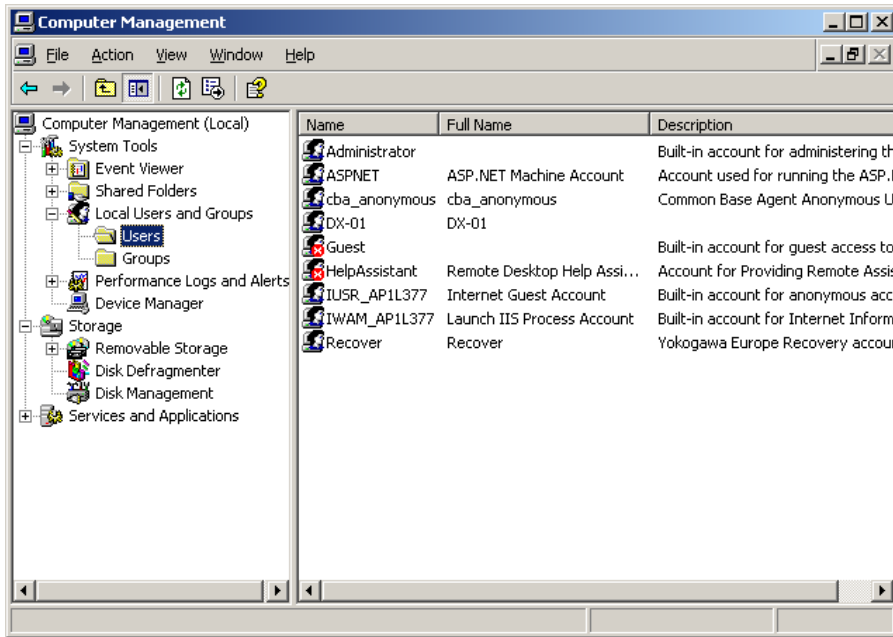 Computer Management
File Action View Window Help
Computer Management (Local)
System Tools
Event Viewer
Shared Folders
Local Users and Groups
Users
Groups
Performance Logs and Alerts
Device Manager
Storage
Removable Storage
Disk Defragmenter
Disk Management
Services and Applications
Name Full Name Description
Administrator Built-in account for administering th
ASPNET ASP.NET Machine Account Account used for running the ASP.
cba_anonymous cba_anonymous Common Base Agent Anonymous U
DX-01 DX-01
Guest Built-in account for guest access to
HelpAssistant Remote Desktop Help Assi... Account for Providing Remote Assis
IUSR_AP1L377 Internet Guest Account Built-in account for anonymous acc
IWAM_AP1L377 Launch IIS Process Account Built-in account for Internet Inform
Recover Recover Yokogawa Europe Recovery accou